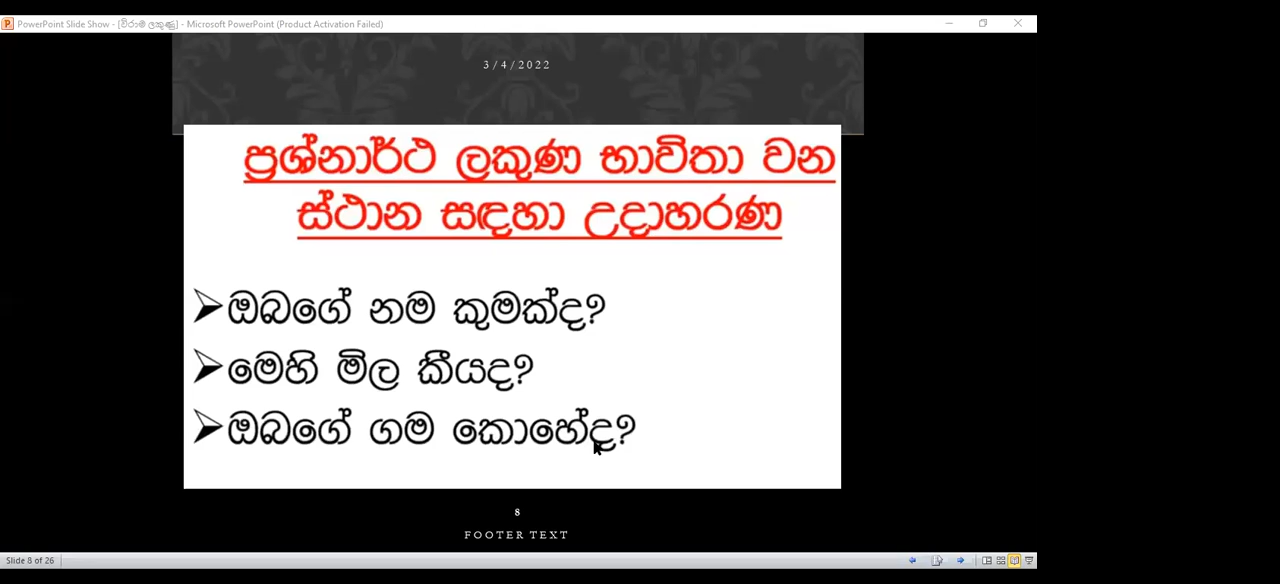 PowerPoint Slide Show - [විරාම ලකුණු] - Microsoft PowerPoint (Product Activation Failed)
3/4/2022
ප්‍රශ්නාර්ථ ලකුණ භාවිතා වන
ස්ථාන සඳහා උදාහරණ
ඔබගේ නම කුමක්ද?
මෙහි මිල කීයද?
ඔබගේ ගම කොහේද?
8
FOOTER TEXT
Slide 8 of 26